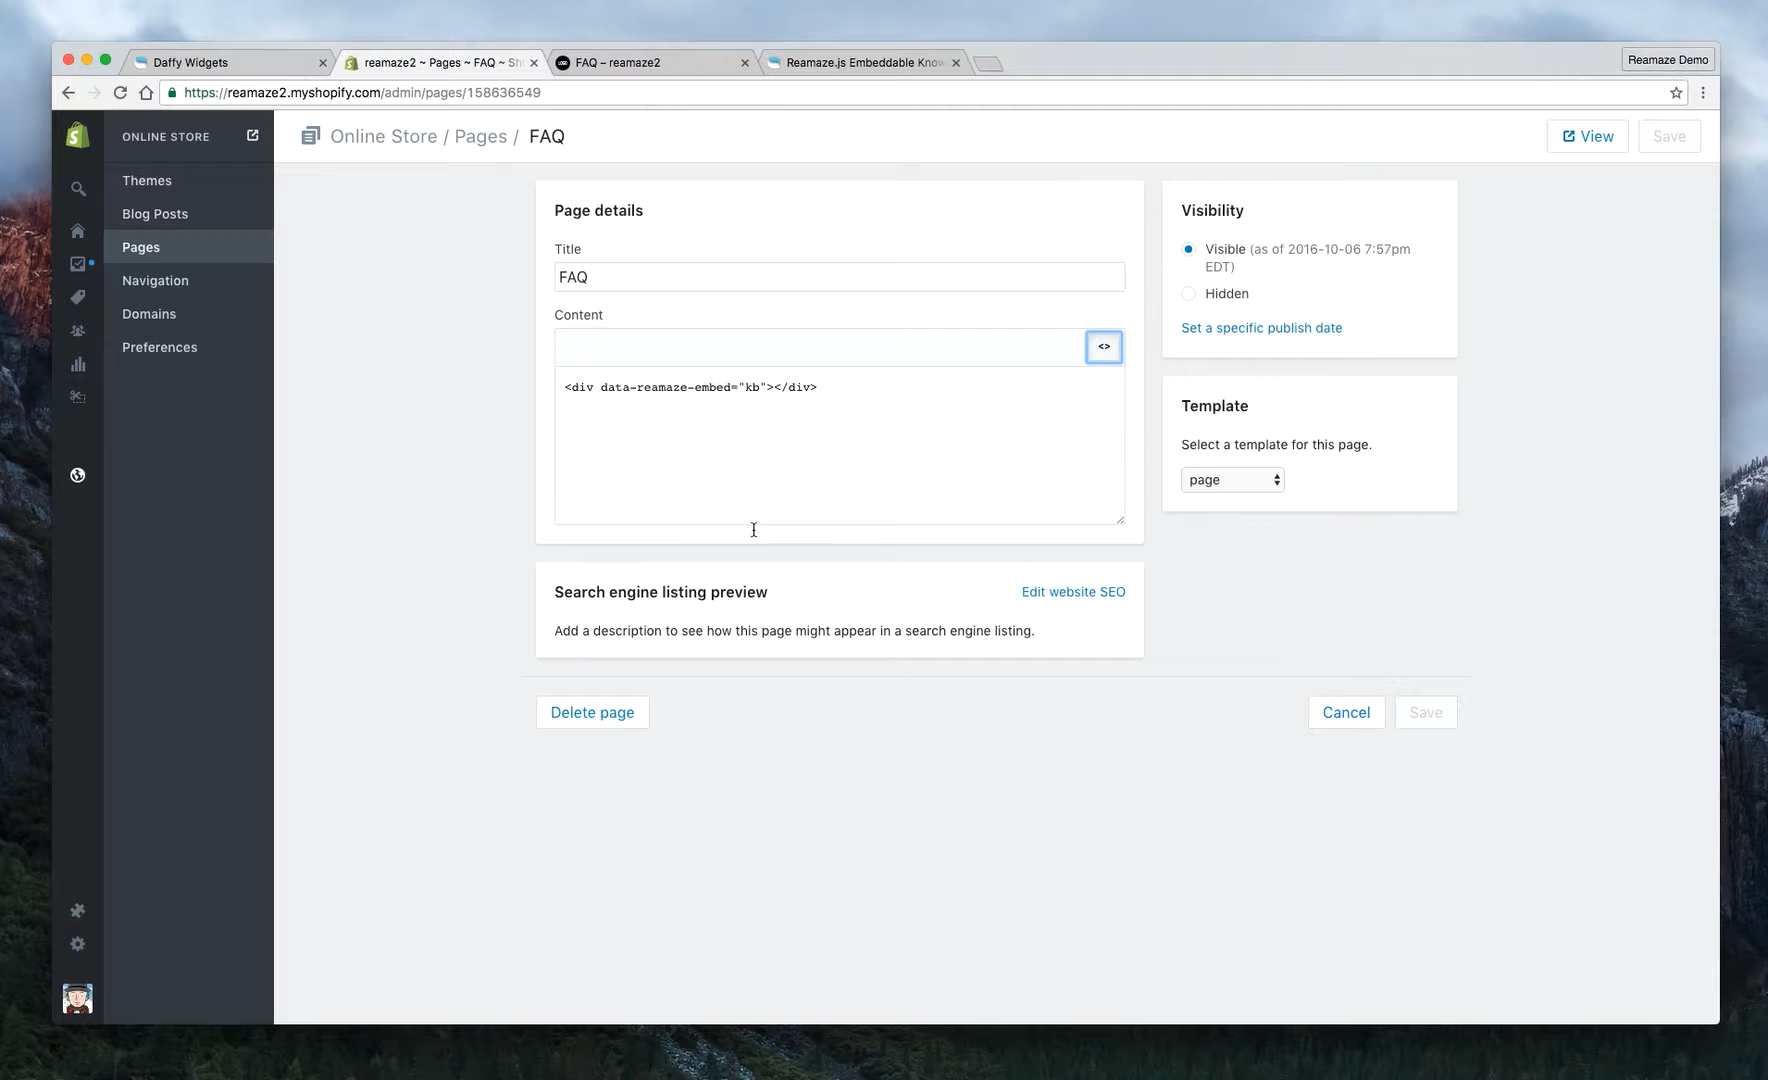 Daffy Widgets
reamaze2 ~ Pages ~ FAQ ~ Sh
FAQ – reamaze2
Reamaze.js Embeddable Know
Reamaze Demo
https://reamaze2.myshopify.com/admin/pages/158636549
ONLINE STORE
Online Store / Pages / FAQ
View
Save
Themes
Blog Posts
Pages
Navigation
Domains
Preferences
Page details
Title
FAQ
Content
<>
<div data-reamaze-embed="kb"></div>
Visibility
Visible (as of 2016-10-06 7:57pm
EDT)
Hidden
Set a specific publish date
Template
Select a template for this page.
page
Search engine listing preview
Edit website SEO
Add a description to see how this page might appear in a search engine listing.
Delete page
Cancel
Save